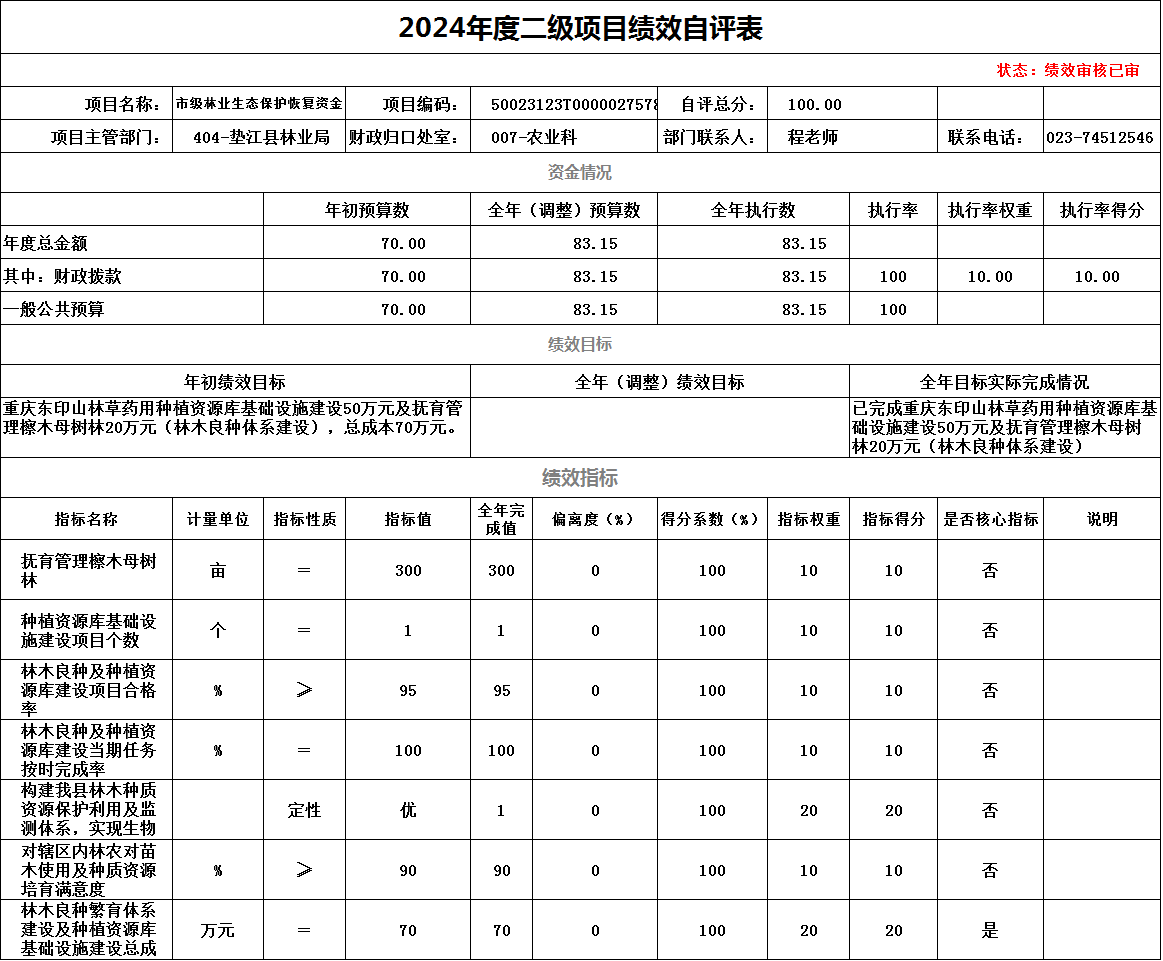 2024年度二级项目绩效自评表
状态：绩效审核已审
项目名称： 市级林业生态保护恢复资金 项目编码： 50023123T0000027578 自评总分： 100.00
项目主管部门： 404-垫江县林业局 财政归口处室： 007-农业科 部门联系人： 程老师 联系电话： 023-74512546
资金情况
年初预算数 全年（调整）预算数 全年执行数 执行率 执行率权重 执行率得分
年度总金额 70.00 83.15 83.15
其中：财政拨款 70.00 83.15 83.15 100 10.00 10.00
一般公共预算 70.00 83.15 83.15 100
绩效目标
年初绩效目标 全年（调整）绩效目标 全年目标实际完成情况
重庆东印山林草药用种植资源库基础设施建设50万元及抚育管
理檫木母树林20万元（林木良种体系建设），总成本70万元。
已完成重庆东印山林草药用种植资源库基
础设施建设50万元及抚育管理檫木母树
林20万元（林木良种体系建设）
绩效指标
指标名称 计量单位 指标性质 指标值 全年完
成值 偏离度（%） 得分系数（%） 指标权重 指标得分 是否核心指标 说明
抚育管理檫木母树
林 亩 ＝ 300 300 0 100 10 10 否
种植资源库基础设
施建设项目个数 个 ＝ 1 1 0 100 10 10 否
林木良种及种植资
源库建设项目合格
率 % ≥ 95 95 0 100 10 10 否
林木良种及种植资
源库建设当期任务
按时完成率 % ＝ 100 100 0 100 10 10 否
构建我县林木种质
资源保护利用及监
测体系，实现生物 定性 优 1 0 100 20 20 否
对辖区内林农对苗
木使用及种质资源
培育满意度 % ≥ 90 90 0 100 10 10 否
林木良种繁育体系
建设及种植资源库
基础设施建设总成 万元 ＝ 70 70 0 100 20 20 是